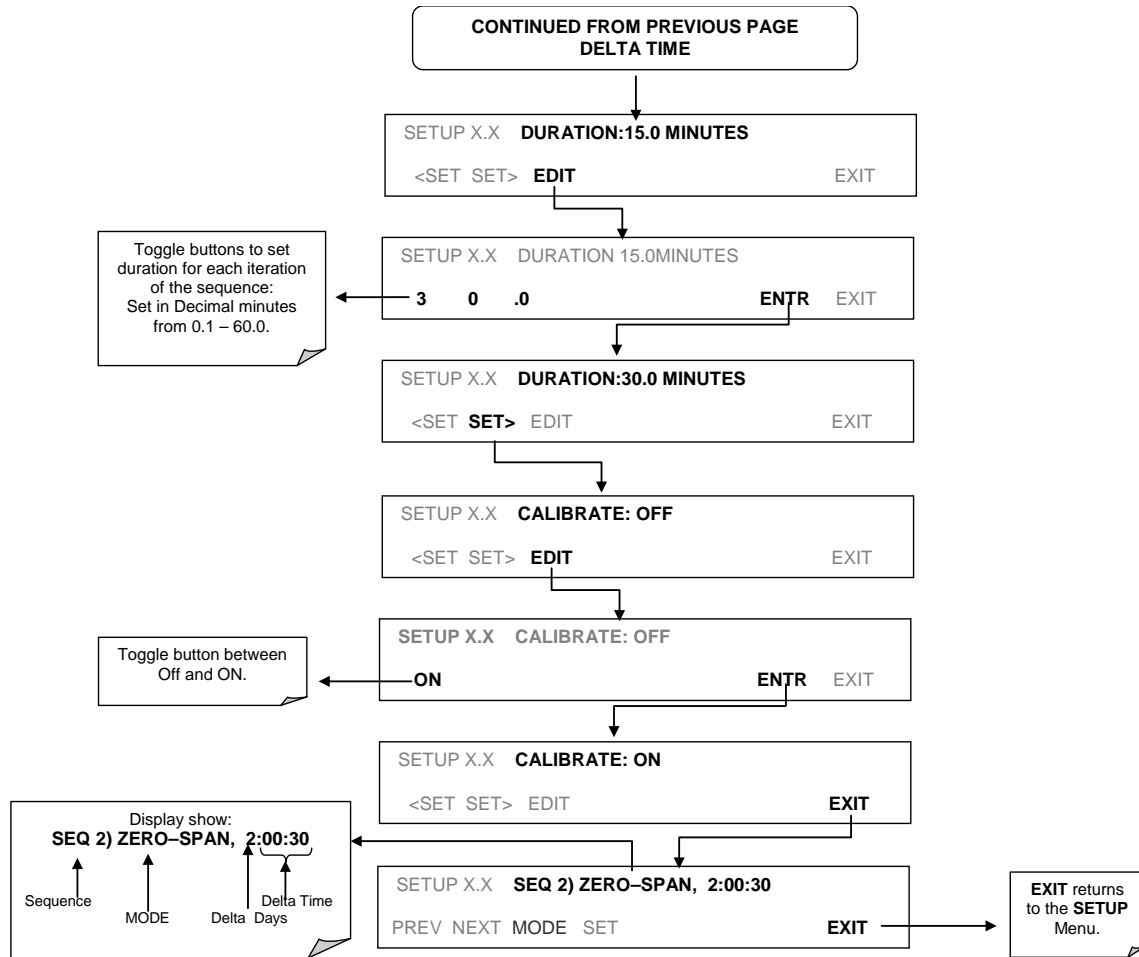 CONTINUED FROM PREVIOUS PAGE
DELTA TIME
SETUP X.X DURATION:15.0 MINUTES
<SET SET> EDIT EXIT
Toggle buttons to set
duration for each iteration
of the sequence:
Set in Decimal minutes
from 0.1 – 60.0.
SETUP X.X DURATION 15.0MINUTES
3 0 .0 ENTR EXIT
SETUP X.X DURATION:30.0 MINUTES
<SET SET> EDIT EXIT
SETUP X.X CALIBRATE: OFF
<SET SET> EDIT EXIT
Toggle button between
Off and ON.
SETUP X.X CALIBRATE: OFF
ON ENTR EXIT
SETUP X.X CALIBRATE: ON
<SET SET> EDIT EXIT
Display show:
SEQ 2) ZERO–SPAN, 2:00:30
Sequence
MODE
Delta Days
Delta Time
SETUP X.X SEQ 2) ZERO–SPAN, 2:00:30
PREV NEXT MODE SET EXIT
EXIT returns
to the SETUP
Menu.